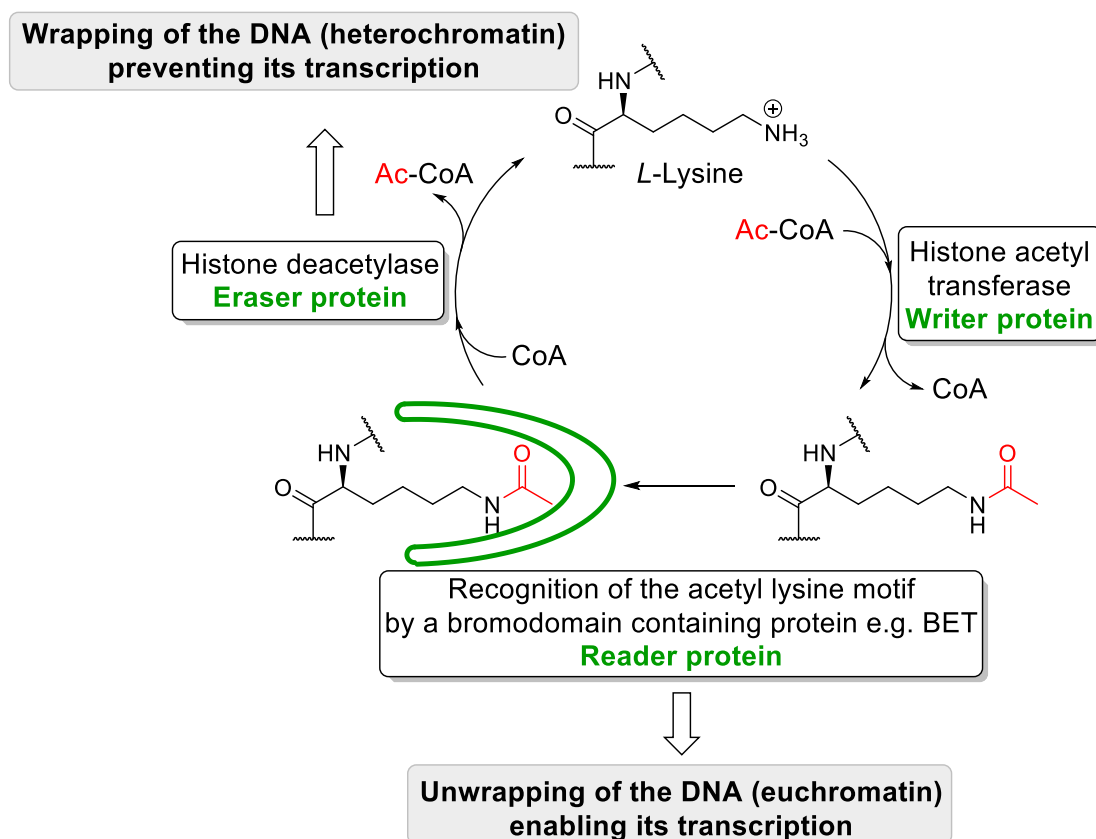 Wrapping of the DNA (heterochromatin)
preventing its transcription
HN
O
⊕
NH3
L-Lysine
Ac-CoA
Ac-CoA
Histone deacetylase
Eraser protein
Histone acetyl
transferase
Writer protein
CoA
CoA
HN
O
O
N
H
HN
O
O
N
H
Recognition of the acetyl lysine motif
by a bromodomain containing protein e.g. BET
Reader protein
Unwrapping of the DNA (euchromatin)
enabling its transcription